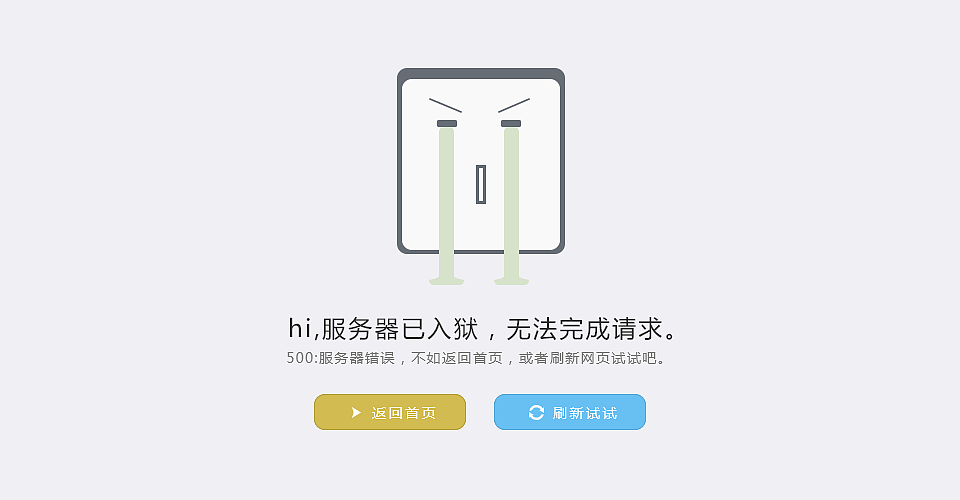 hi,服务器已入狱，无法完成请求。
500:服务器错误，不如返回首页，或者刷新网页试试吧。
返回首页
刷新试试